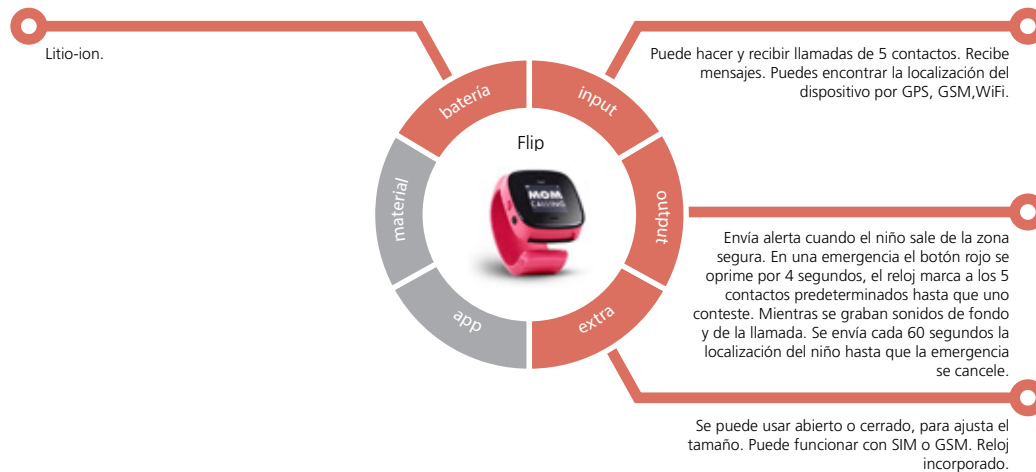 Litio-ion.
Puede hacer y recibir llamadas de 5 contactos. Recibe
mensajes. Puedes encontrar la localización del
dispositivo por GPS, GSM,WiFi.
batería
input
Flip
MOM
CALLING
material
output
app
extra
Envía alerta cuando el niño sale de la zona
segura. En una emergencia el botón rojo se
oprime por 4 segundos, el reloj marca a los 5
contactos predeterminados hasta que uno
conteste. Mientras se graban sonidos de fondo
y de la llamada. Se envía cada 60 segundos la
localización del niño hasta que la emergencia
se cancele.
Se puede usar abierto o cerrado, para ajusta el
tamaño. Puede funcionar con SIM o GSM. Reloj
incorporado.